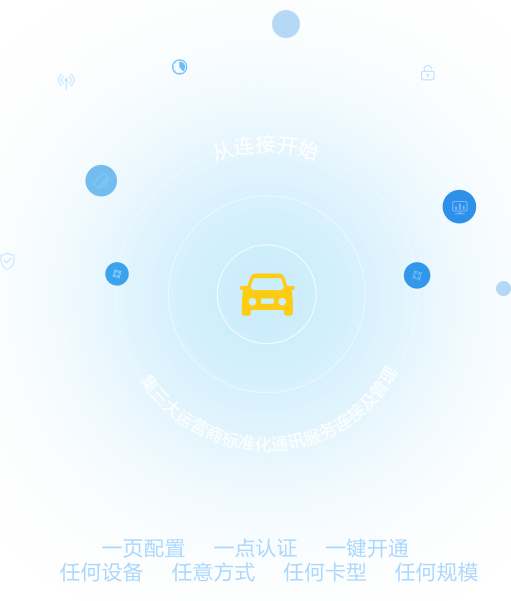 从连接开始
集三大运营商标准化通讯服务连接及管理
一页配置 一点认证 一键开通
任何设备 任意方式 任何卡型 任何规模